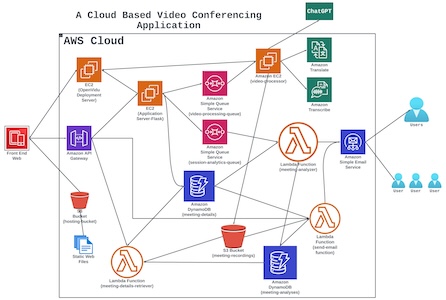 A Cloud Based Video Conferencing
Application
ChatGPT
AWS Cloud
EC2
(OpenVidu
Deployment
Server)
EC2
(Application
Server:Flask)
Amazon EC2
(video-processor)
Amazon
Translate
Amazon
Transcribe
Amazon
Simple Queue
Service
(video-processing-queue)
Amazon
Simple Queue
Service
(session-analytics-queue)
Front End
Web
Amazon API
Gateway
Lambda Function
(meeting-analyzer)
Amazon
Simple Email
Service
Users
User
User
User
S3
Bucket
(hosting-bucket)
Static Web
Files
Amazon
DynamoDB
(meeting-details)
S3 Bucket
(meeting-recordings)
Lambda
Function
(send-email
function)
Lambda Function
(meeting-details-retriever)
Amazon
DynamoDB
(meeting-analyses)